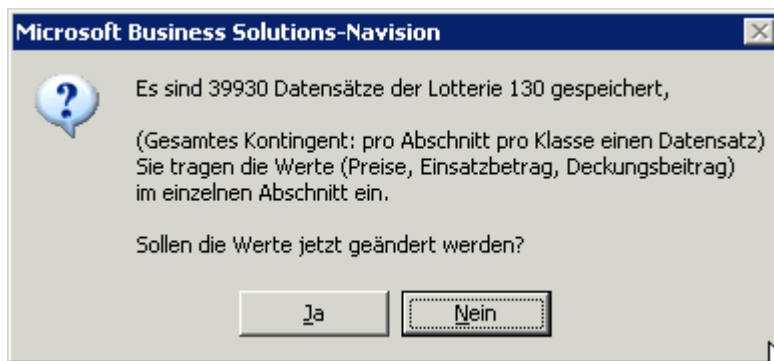 Microsoft Business Solutions-Navision
Es sind 39930 Datensätze der Lotterie 130 gespeichert,
(Gesamtes Kontingent: pro Abschnitt pro Klasse einen Datensatz)
Sie tragen die Werte (Preise, Einsatzbetrag, Deckungsbeitrag)
im einzelnen Abschnitt ein.
Sollen die Werte jetzt geändert werden?
Ja
Nein